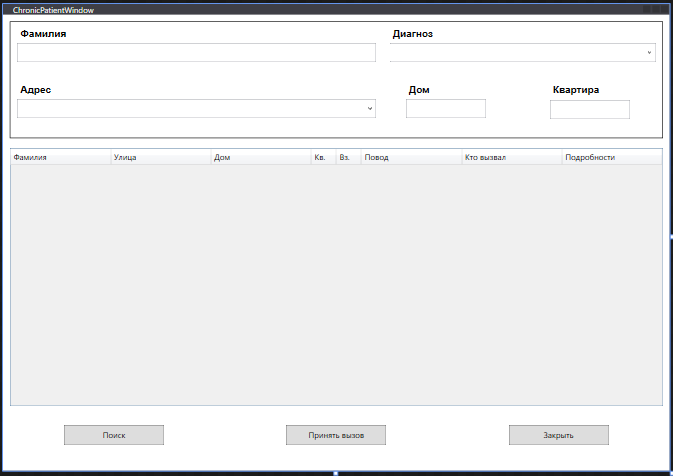 ChronicPatientWindow
Фамилия Диагноз
Адрес Дом Квартира
Фамилия Улица Дом Кв. Вз. Повод Кто вызвал Подробности
Поиск Принять вызов Закрыть